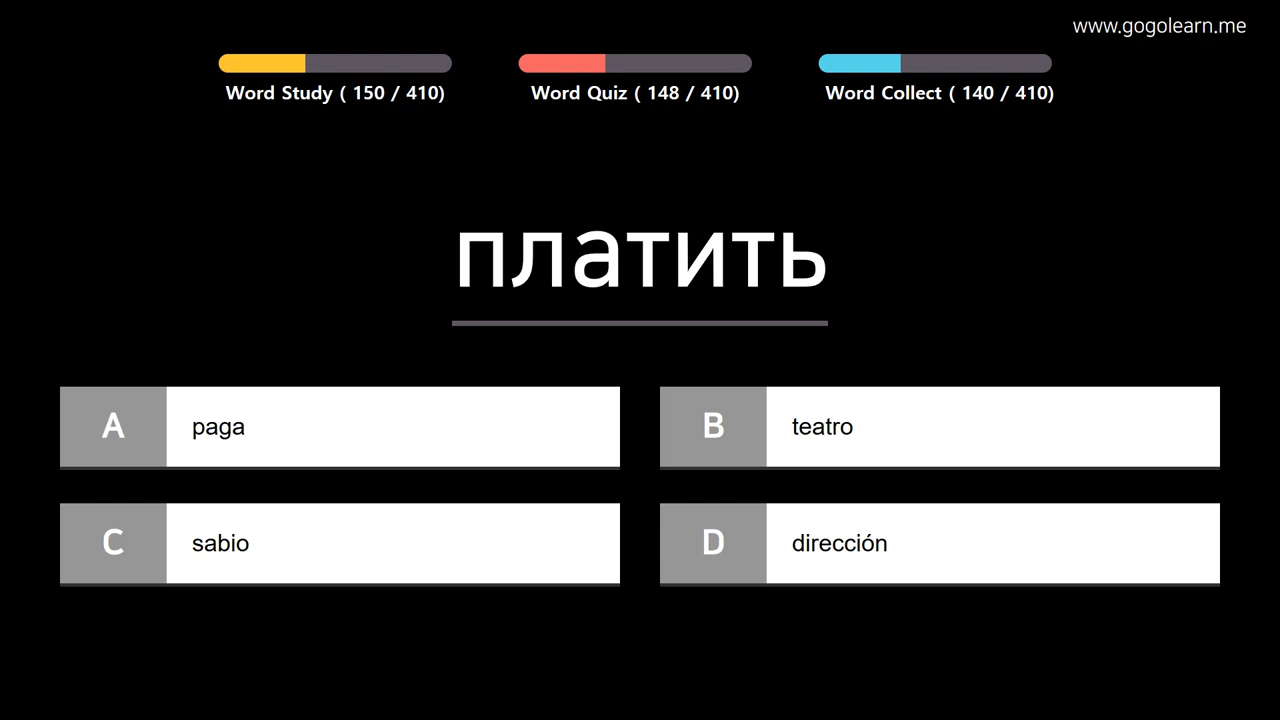 www.gogolearn.me
Word Study ( 150 / 410)
Word Quiz ( 148 / 410)
Word Collect ( 140 / 410)
платить
A paga
B teatro
C sabio
D dirección